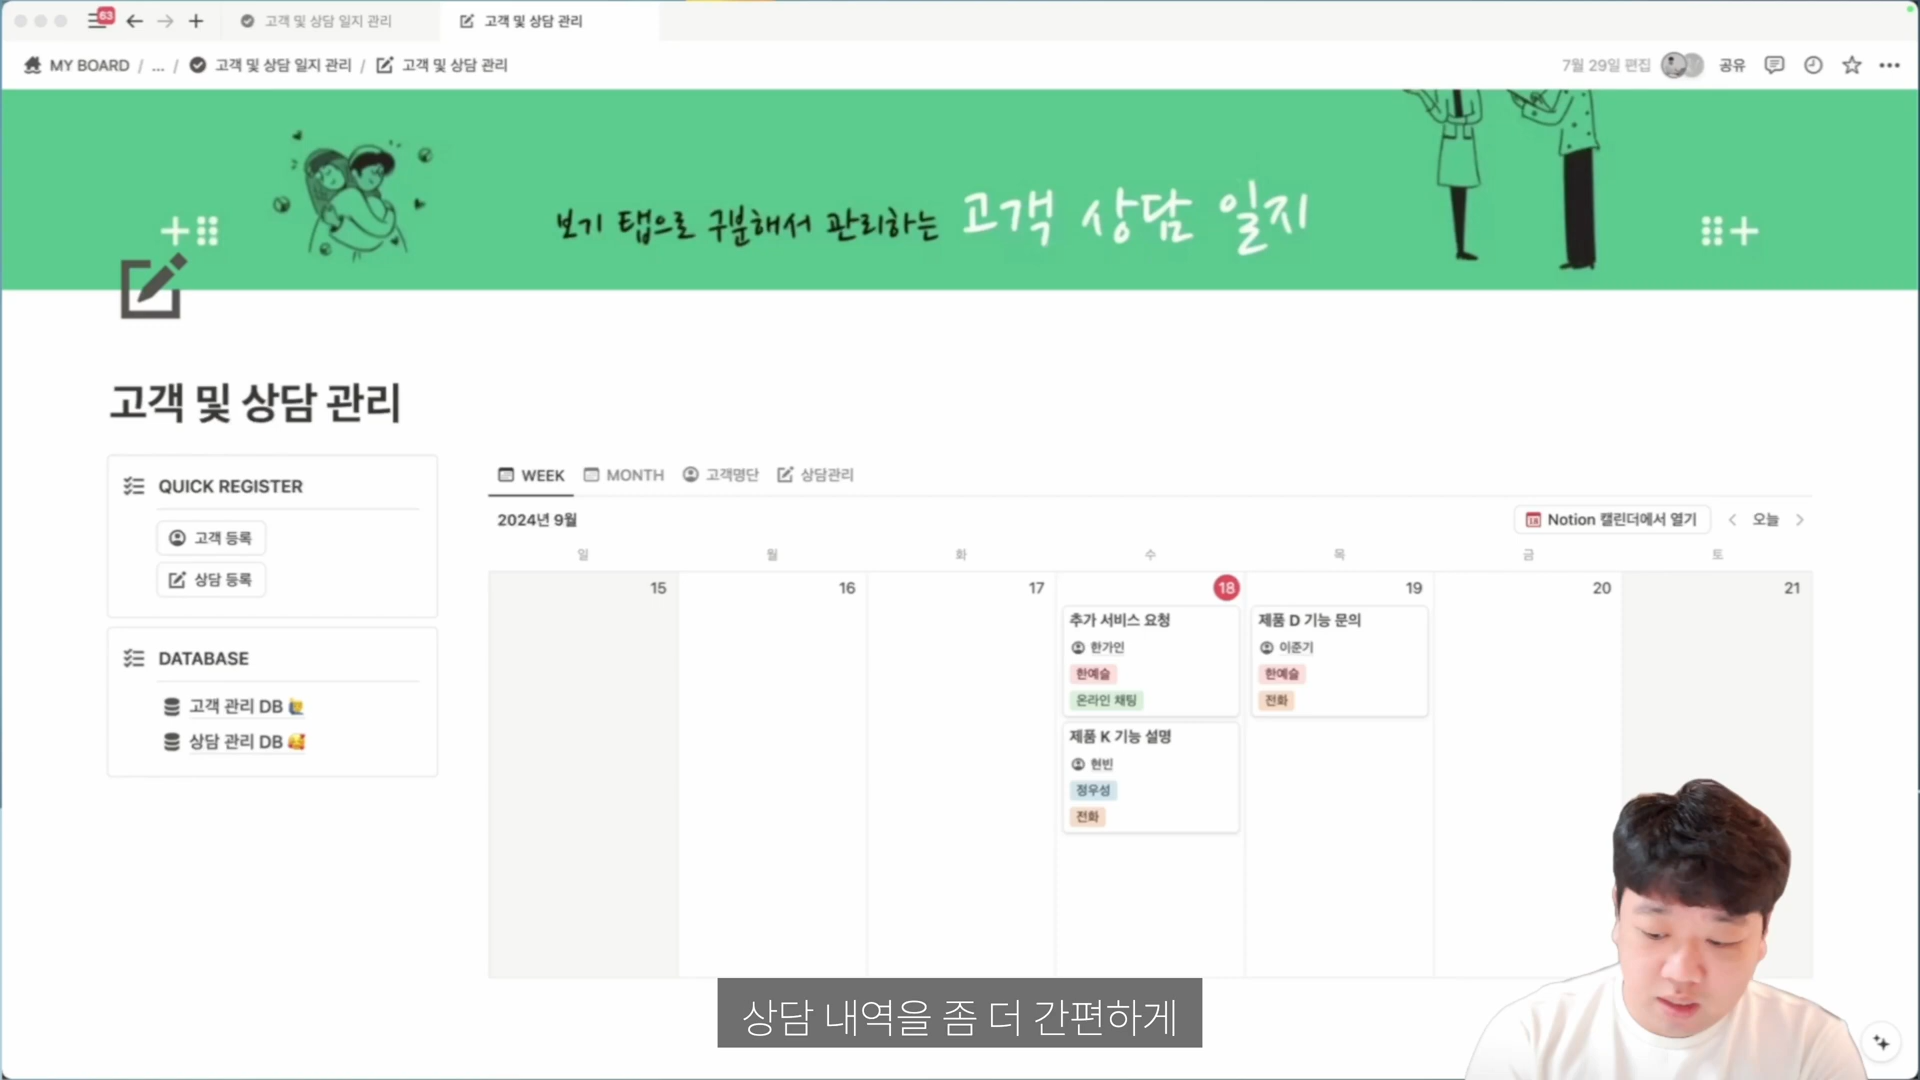 63
고객 및 상담 일지 관리
고객 및 상담 관리
MY BOARD / ... / 고객 및 상담 일지 관리 / 고객 및 상담 관리
7월 29일 편집
공유
보기 탭으로 구분해서 관리하는 고객 상담 일지
고객 및 상담 관리
QUICK REGISTER
고객 등록
상담 등록
DATABASE
고객 관리 DB
상담 관리 DB
WEEK MONTH 고객명단 상담관리
2024년 9월
Notion 캘린더에서 열기
오늘
일 월 화 수 목 금 토
15 16 17 18 19 20 21
추가 서비스 요청
한가인
한예슬
온라인 채팅
제품 K 기능 설명
현빈
정우성
전화
제품 D 기능 문의
이준기
한예슬
전화
상담 내역을 좀 더 간편하게